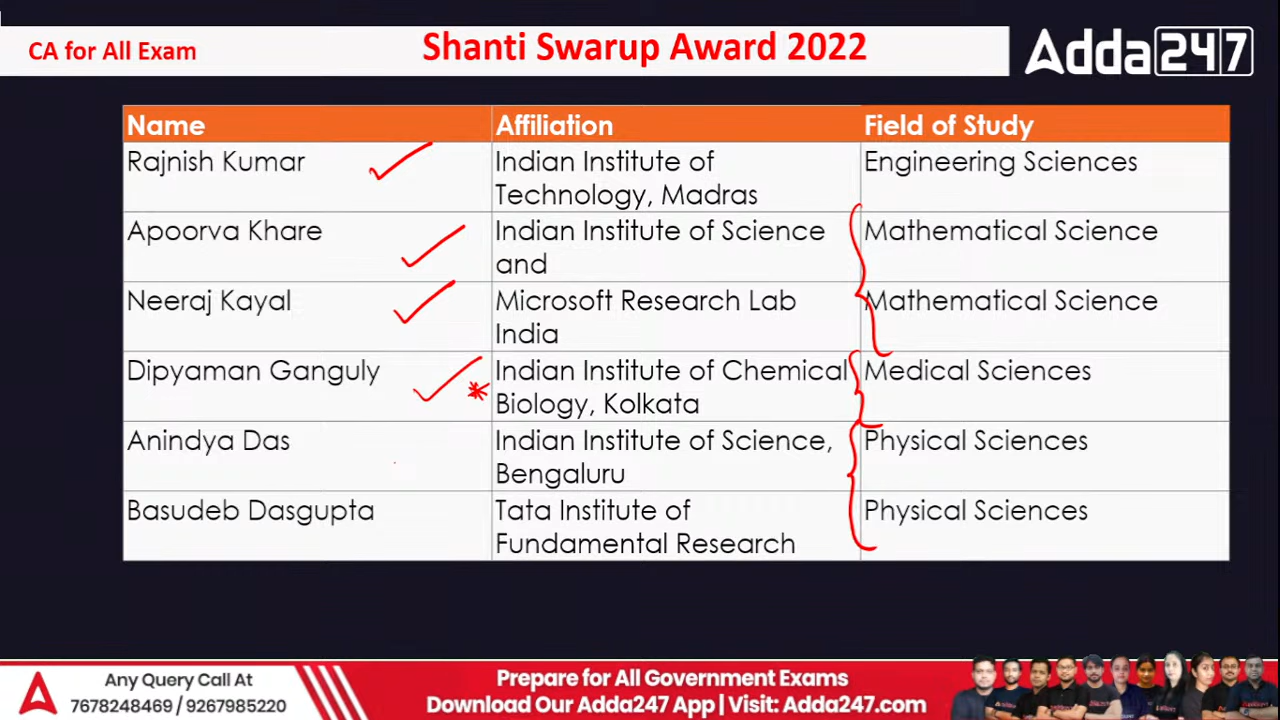 CA for All Exam
Shanti Swarup Award 2022
Adda247
Name Affiliation Field of Study
Rajnish Kumar Indian Institute of Engineering Sciences
Technology, Madras
Apoorva Khare Indian Institute of Science Mathematical Science
and
Neeraj Kayal Microsoft Research Lab Mathematical Science
India
Dipyaman Ganguly Indian Institute of Chemical Medical Sciences
Biology, Kolkata
Anindya Das Indian Institute of Science, Physical Sciences
Bengaluru
Basudeb Dasgupta Tata Institute of Physical Sciences
Fundamental Research
Any Query Call At
7678248469 / 9267985220
Prepare for All Government Exams
Download Our Adda247 App | Visit: Adda247.com